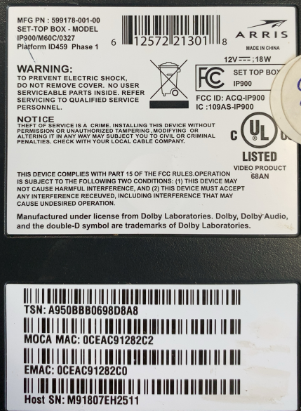 MFG PN : 599178-001-00
SET-TOP BOX - MODEL
IP900/M60C/0327
Platform ID459 Phase 1
6 12572 21301 8
ARRIS
MADE IN CHINA
12V 18W
WARNING:
TO PREVENT ELECTRIC SHOCK,
DO NOT REMOVE COVER. NO USER
SERVICEABLE PARTS INSIDE. REFER
SERVICING TO QUALIFIED SERVICE
PERSONNEL.
FC
SET TOP BOX
IP900
FCC ID: ACQ-IP900
IC :109AS-IP900
NOTICE
THEFT OF SERVICE IS A CRIME. INSTALLING THIS DEVICE WITHOUT
PERMISSION OR UNAUTHORIZED TAMPERING, MODIFYING OR
ALTERING IT IN ANY WAY MAY SUBJECT YOU TO CIVIL OR CRIMINAL
PENALTIES. CHECK WITH YOUR LOCAL CABLE COMPANY.
C UL US
LISTED
VIDEO PRODUCT
68AN
THIS DEVICE COMPLIES WITH PART 15 OF THE FCC RULES.OPERATION IS
SUBJECT TO THE FOLLOWING TWO CONDITIONS: (1) THIS DEVICE MAY
NOT CAUSE HARMFUL INTERFERENCE, AND (2) THIS DEVICE MUST ACCEPT
ANY INTERFERENCE RECEIVED, INCLUDING INTERFERENCE THAT MAY
CAUSE UNDESIRED OPERATION.
Manufactured under license from Dolby Laboratories. Dolby, Dolby Audio,
and the double-D symbol are trademarks of Dolby Laboratories.
TSN: A950BBB0698D8A8
MOCA MAC: 0CEAC91282C2
EMAC: 0CEAC91282C0
Host SN: M91807EH2511